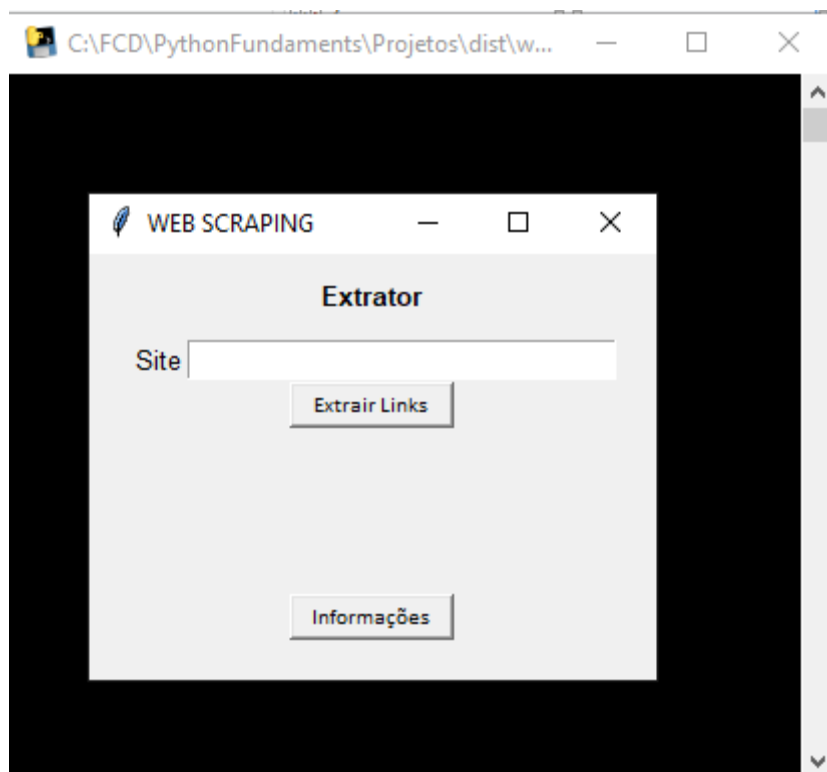 C:\FCD\PythonFundaments\Projetos\dist\w...
WEB SCRAPING
Extrator
Site
Extrair Links
Informações